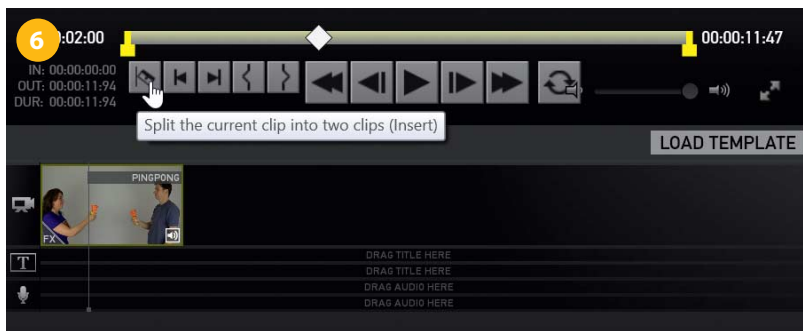 6
:02:00
00:00:11:47
IN: 00:00:00:00
OUT: 00:00:11:94
DUR: 00:00:11:94
Split the current clip into two clips (Insert)
LOAD TEMPLATE
PINGPONG
FX
T
DRAG TITLE HERE
DRAG TITLE HERE
DRAG AUDIO HERE
DRAG AUDIO HERE